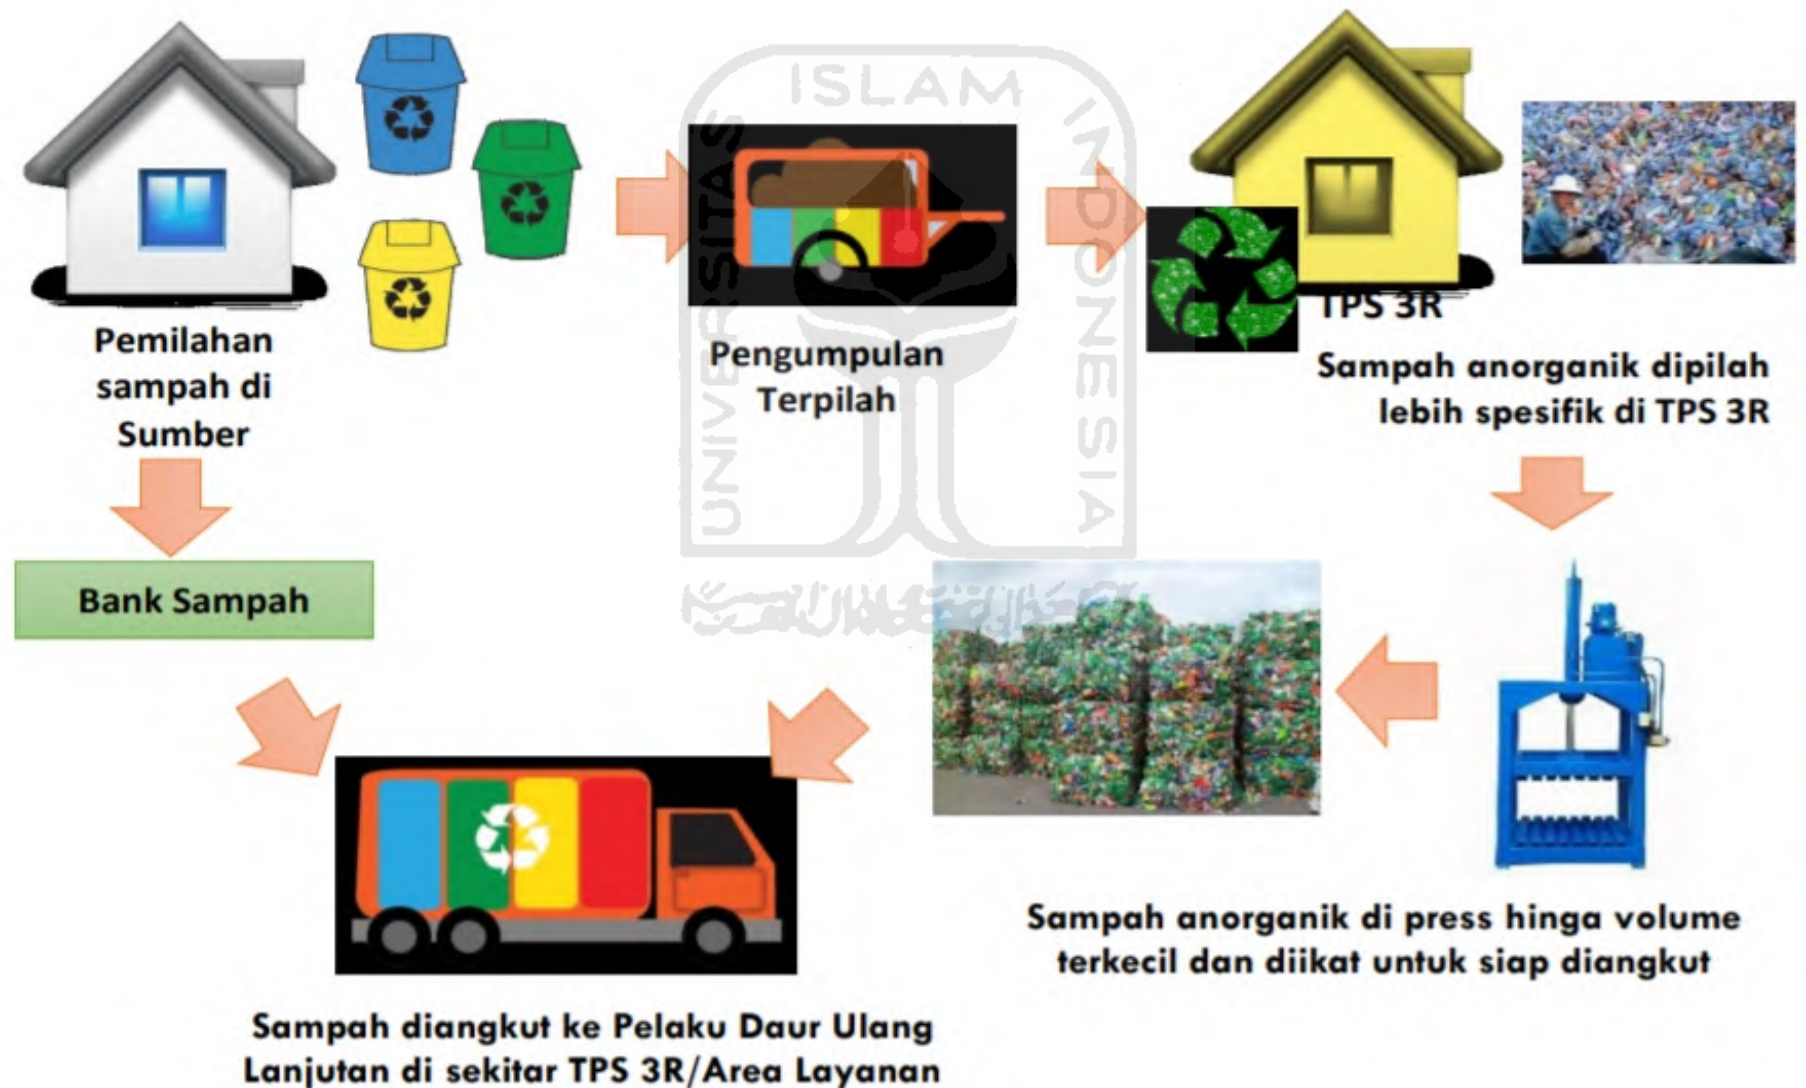 ISLAM
UNIVERSITAS
INDONESIA
Pemilahan
sampah di
Sumber
Pengumpulan
Terpilah
TPS 3R
Sampah anorganik dipilah
lebih spesifik di TPS 3R
Bank Sampah
Sampah anorganik di press hinga volume
terkecil dan diikat untuk siap diangkut
Sampah diangkut ke Pelaku Daur Ulang
Lanjutan di sekitar TPS 3R/Area Layanan